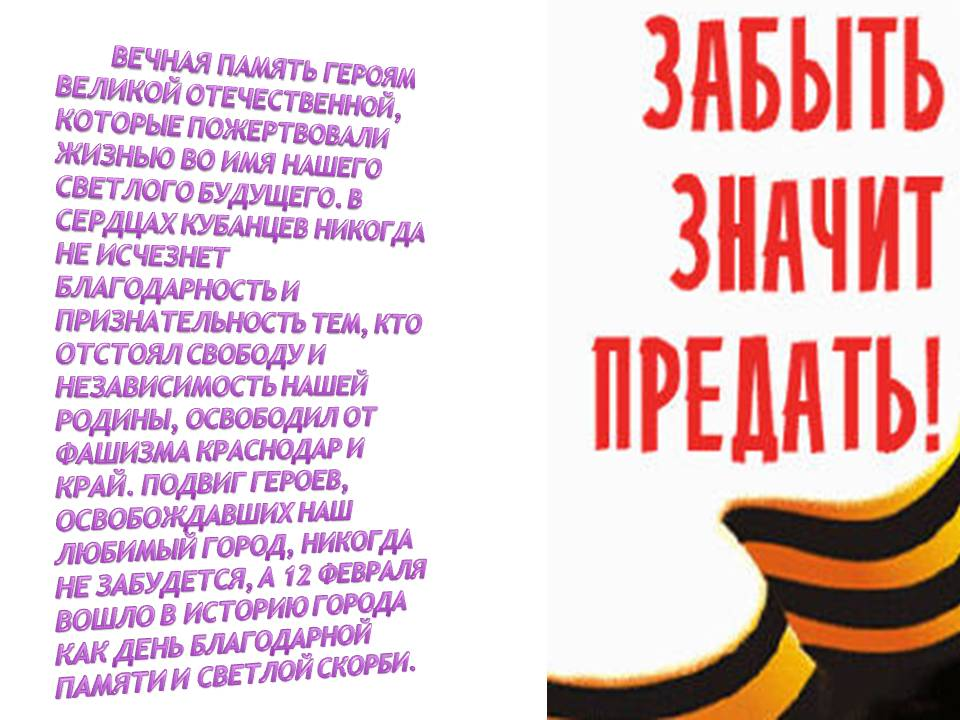 ВЕЧНАЯ ПАМЯТЬ ГЕРОЯМ
ВЕЛИКОЙ ОТЕЧЕСТВЕННОЙ,
КОТОРЫЕ ПОЖЕРТВОВАЛИ
ЖИЗНЬЮ ВО ИМЯ НАШЕГО
СВЕТЛОГО БУДУЩЕГО. В
СЕРДЦАХ КУБАНЦЕВ НИКОГДА
НЕ ИСЧЕЗНЕТ
БЛАГОДАРНОСТЬ И
ПРИЗНАТЕЛЬНОСТЬ ТЕМ, КТО
ОТСТОЯЛ СВОБОДУ И
НЕЗАВИСИМОСТЬ НАШЕЙ
РОДИНЫ, ОСВОБОДИЛ ОТ
ФАШИЗМА КРАСНОДАР И
КРАЙ. ПОДВИГ ГЕРОЕВ,
ОСВОБОЖДАВШИХ НАШ
ЛЮБИМЫЙ ГОРОД, НИКОГДА
НЕ ЗАБУДЕТСЯ, А 12 ФЕВРАЛЯ
ВОШЛО В ИСТОРИЮ ГОРОДА
КАК ДЕНЬ БЛАГОДАРНОЙ
ПАМЯТИ И СВЕТЛОЙ СКОРБИ.
ЗАБЫТЬ
ЗНАЧИТ
ПРЕДАТЬ!